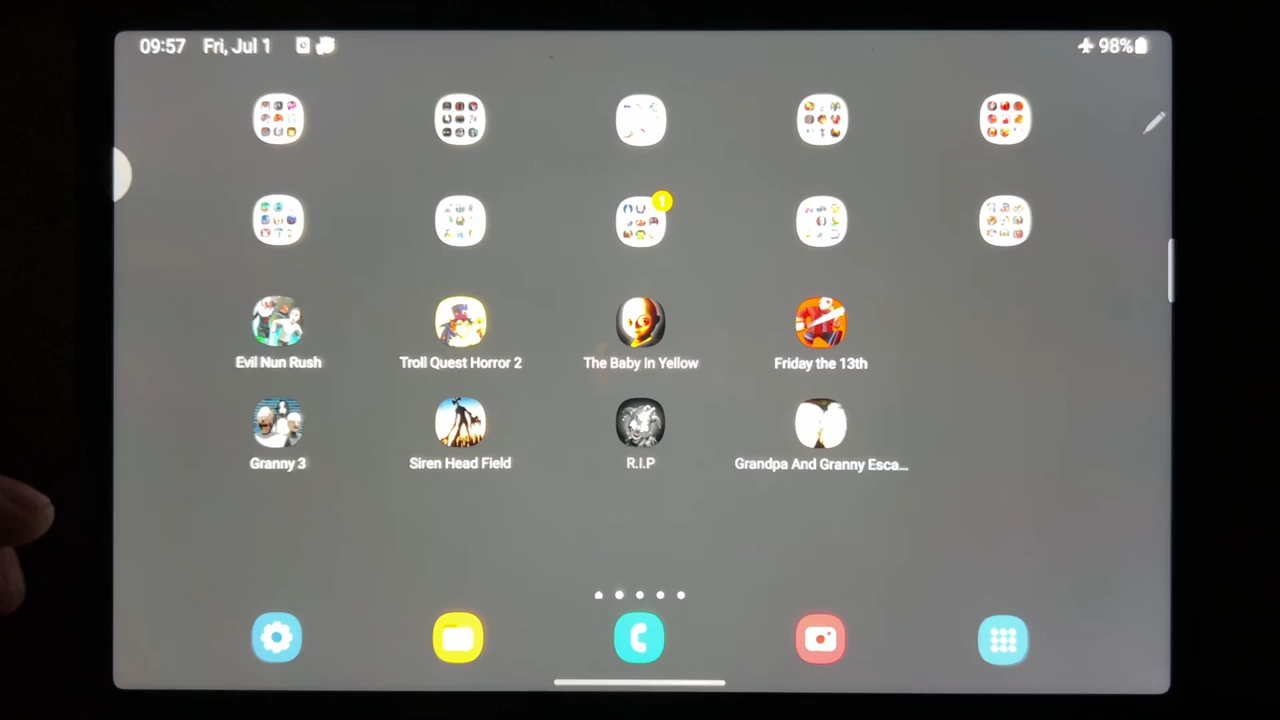 09:57 Fri, Jul 1 98%
1
Evil Nun Rush Troll Quest Horror 2 The Baby In Yellow Friday the 13th
Granny 3 Siren Head Field R.I.P Grandpa And Granny Esca...